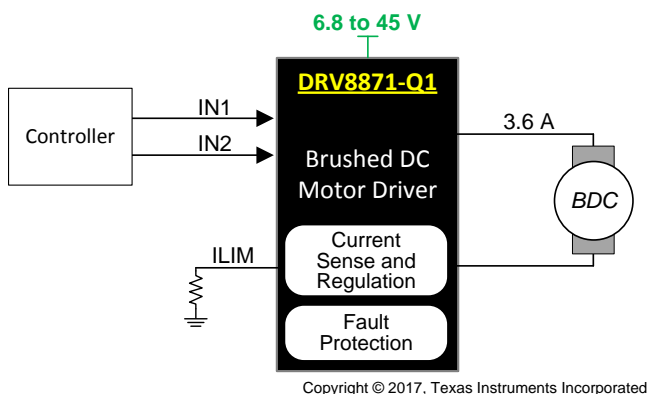 6.8 to 45 V
DRV8871-Q1
Controller
IN1
IN2
Brushed DC
Motor Driver
3.6 A
BDC
ILIM
Current
Sense and
Regulation
Fault
Protection
Copyright © 2017, Texas Instruments Incorporated